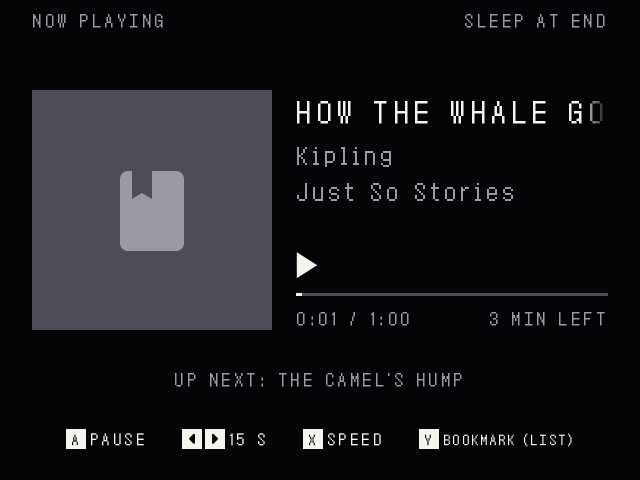 NOW PLAYING
SLEEP AT END
HOW THE WHALE GO
Kipling
Just So Stories
0:01 / 1:00
3 MIN LEFT
UP NEXT: THE CAMEL'S HUMP
A PAUSE
15 S
X SPEED
Y BOOKMARK (LIST)